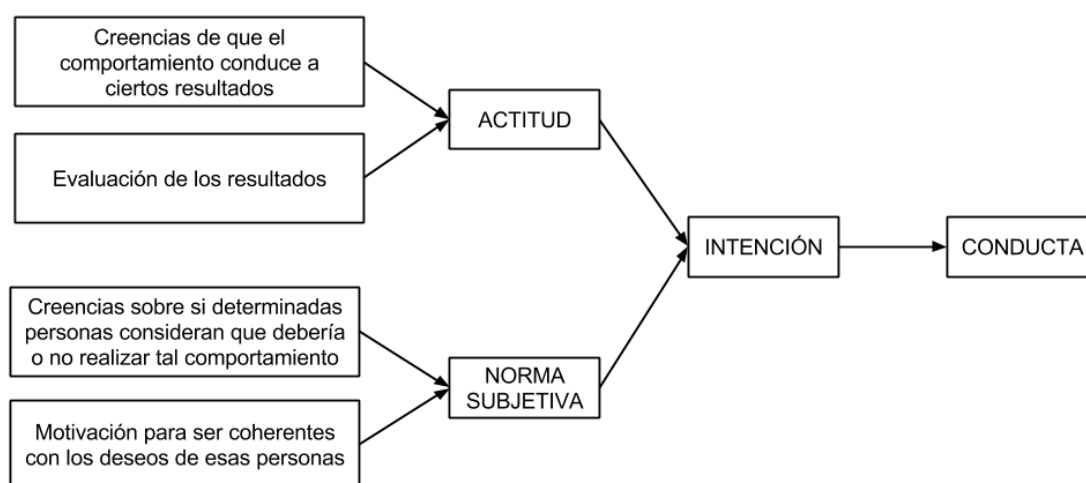 Creencias de que el
comportamiento conduce a
ciertos resultados
Evaluación de los resultados
ACTITUD
Creencias sobre si determinadas
personas consideran que debería
o no realizar tal comportamiento
Motivación para ser coherentes
con los deseos de esas personas
NORMA
SUBJETIVA
INTENCIÓN
CONDUCTA